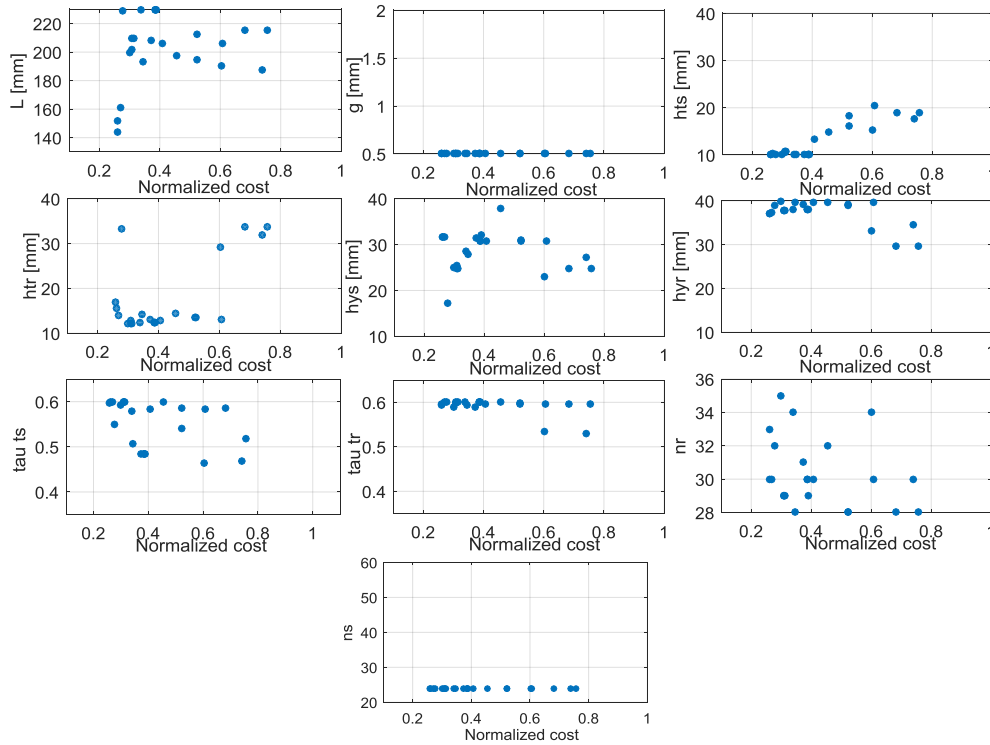 220
200
180
160
140
L [mm]
0.2 0.4 0.6 0.8 1
Normalized cost
2
1.5
1
0.5
g [mm]
0.2 0.4 0.6 0.8 1
Normalized cost
40
30
20
10
hts [mm]
0.2 0.4 0.6 0.8
Normalized cost
40
30
20
10
htr [mm]
0.2 0.4 0.6 0.8 1
Normalized cost
40
30
20
10
hys [mm]
0.2 0.4 0.6 0.8 1
Normalized cost
40
30
20
10
hyr [mm]
0.2 0.4 0.6 0.8
Normalized cost
0.6
0.5
0.4
tau ts
0.2 0.4 0.6 0.8 1
Normalized cost
0.6
0.5
0.4
tau tr
0.2 0.4 0.6 0.8 1
Normalized cost
36
34
32
30
28
nr
0.2 0.4 0.6 0.8
Normalized cost
60
50
40
30
20
ns
0.2 0.4 0.6 0.8 1
Normalized cost